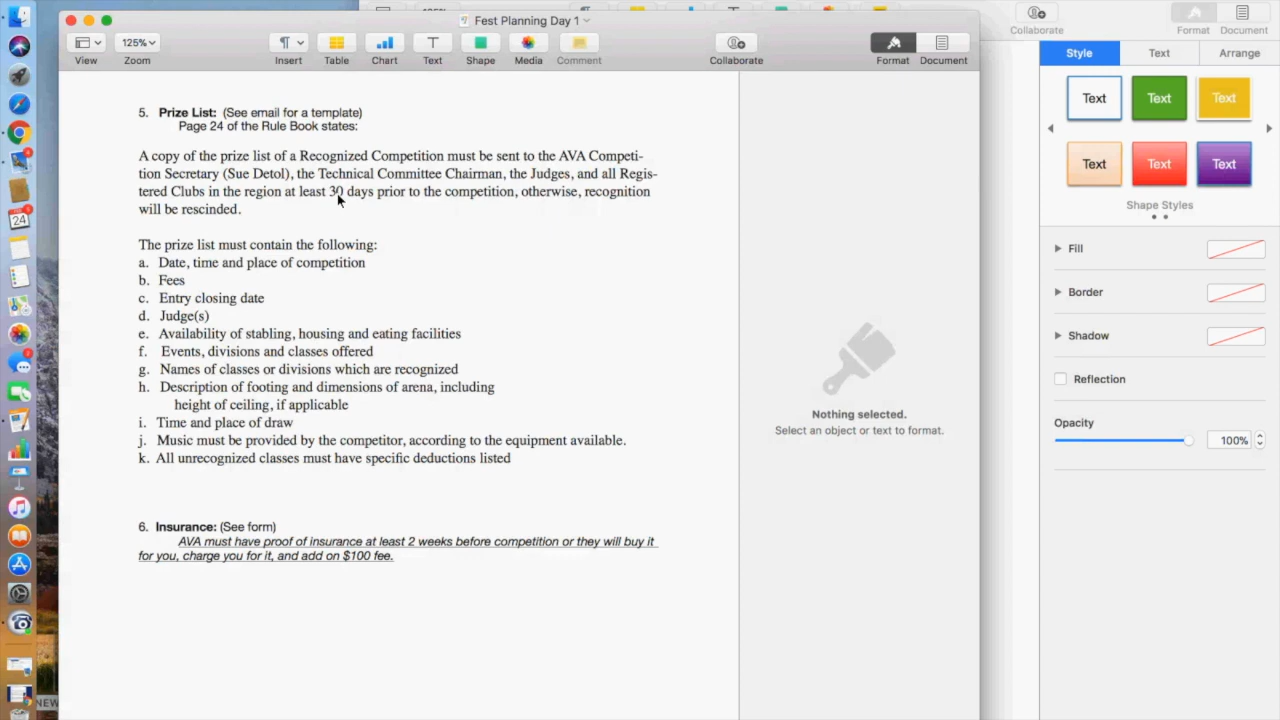 Fest Planning Day 1
125%
View
Zoom
Insert
Table
Chart
Text
Shape
Media
Comment
Collaborate
Format
Document
Collaborate
Format
Document
Style
Text
Arrange
Text
Text
Text
Text
Text
Text
Shape Styles
Fill
Border
Shadow
Reflection
Opacity
100%
5. Prize List: (See email for a template)
Page 24 of the Rule Book states:
A copy of the prize list of a Recognized Competition must be sent to the AVA Competi-
tion Secretary (Sue Detol), the Technical Committee Chairman, the Judges, and all Regis-
tered Clubs in the region at least 30 days prior to the competition, otherwise, recognition
will be rescinded.
The prize list must contain the following:
a. Date, time and place of competition
b. Fees
c. Entry closing date
d. Judge(s)
e. Availability of stabling, housing and eating facilities
f. Events, divisions and classes offered
g. Names of classes or divisions which are recognized
h. Description of footing and dimensions of arena, including
height of ceiling, if applicable
i. Time and place of draw
j. Music must be provided by the competitor, according to the equipment available.
k. All unrecognized classes must have specific deductions listed
6. Insurance: (See form)
AVA must have proof of insurance at least 2 weeks before competition or they will buy it
for you, charge you for it, and add on $100 fee.
Nothing selected.
Select an object or text to format.
24
NEW